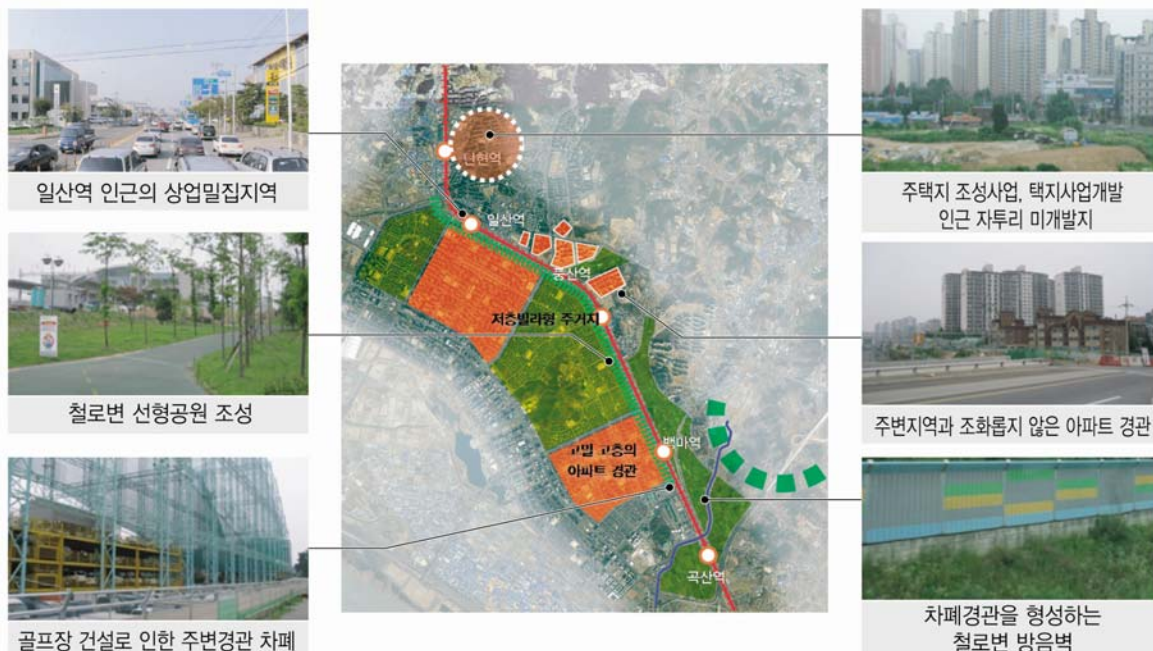 일산역 인근의 상업밀집지역
철로변 선형공원 조성
골프장 건설로 인한 주변경관 차폐
탄현역
일산역
풍산역
저층빌라형 주거지
백마역
고밀 고층의
아파트 경관
곡산역
주택지 조성사업, 택지사업개발
인근 자투리 미개발지
주변지역과 조화롭지 않은 아파트 경관
차폐경관을 형성하는
철로변 방음벽